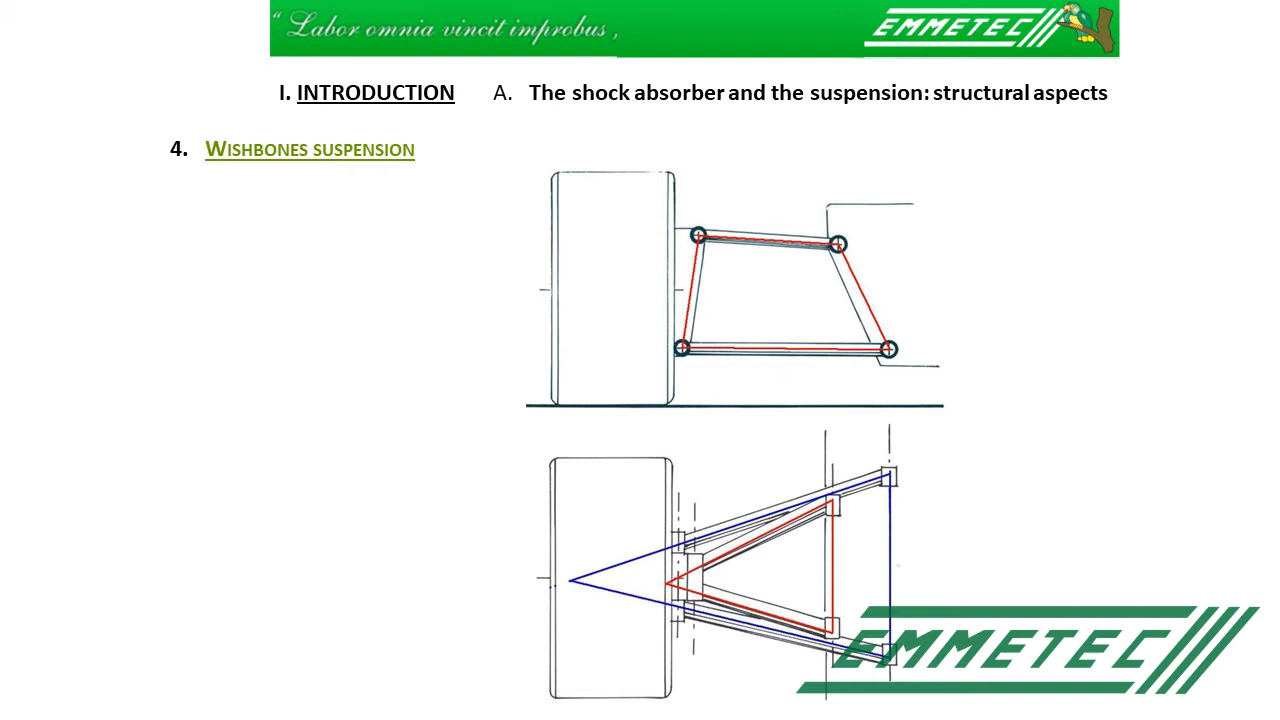 “ Labor omnia vincit improbus ,
EMMETEC
I. INTRODUCTION A. The shock absorber and the suspension: structural aspects
4. WISHBONES SUSPENSION
EMMETEC